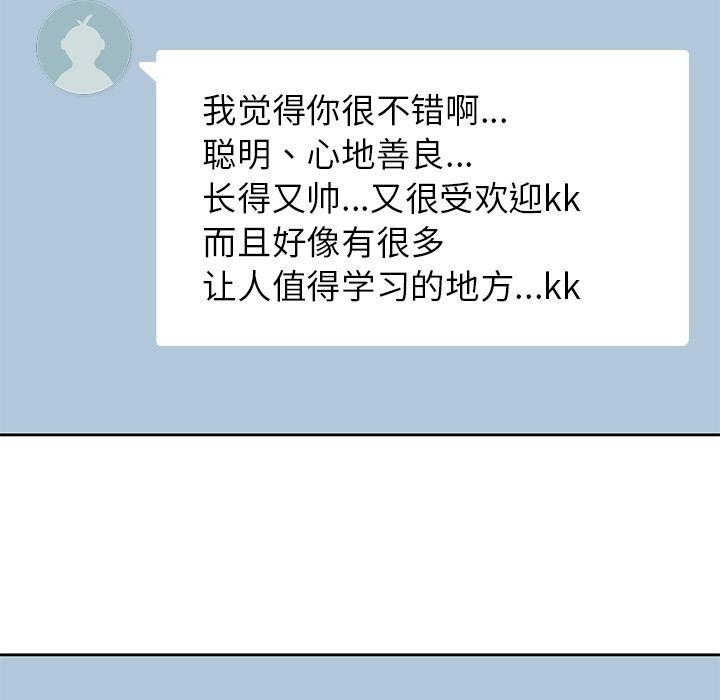 我觉得你很不错啊...
聪明、心地善良...
长得又帅...又很受欢迎kk
而且好像有很多
让人值得学习的地方...kk